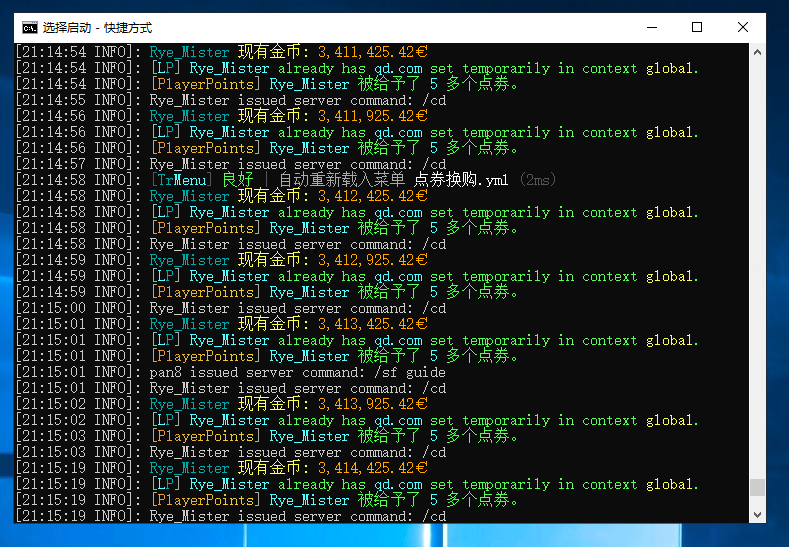 选择启动 - 快捷方式
[21:14:54 INFO]: Rye_Mister 现有金币: 3,411,425.42€
[21:14:54 INFO]: [LP] Rye_Mister already has qd.com set temporarily in context global.
[21:14:54 INFO]: [PlayerPoints] Rye_Mister 被给予了 5 多个点券。
[21:14:55 INFO]: Rye_Mister issued server command: /cd
[21:14:56 INFO]: Rye_Mister 现有金币: 3,411,925.42€
[21:14:56 INFO]: [LP] Rye_Mister already has qd.com set temporarily in context global.
[21:14:56 INFO]: [PlayerPoints] Rye_Mister 被给予了 5 多个点券。
[21:14:57 INFO]: Rye_Mister issued server command: /cd
[21:14:58 INFO]: [TrMenu] 良好 | 自动重新载入菜单 点券换购.yml (2ms)
[21:14:58 INFO]: Rye_Mister 现有金币: 3,412,425.42€
[21:14:58 INFO]: [LP] Rye_Mister already has qd.com set temporarily in context global.
[21:14:58 INFO]: [PlayerPoints] Rye_Mister 被给予了 5 多个点券。
[21:14:58 INFO]: Rye_Mister issued server command: /cd
[21:14:59 INFO]: Rye_Mister 现有金币: 3,412,925.42€
[21:14:59 INFO]: [LP] Rye_Mister already has qd.com set temporarily in context global.
[21:14:59 INFO]: [PlayerPoints] Rye_Mister 被给予了 5 多个点券。
[21:15:00 INFO]: Rye_Mister issued server command: /cd
[21:15:01 INFO]: Rye_Mister 现有金币: 3,413,425.42€
[21:15:01 INFO]: [LP] Rye_Mister already has qd.com set temporarily in context global.
[21:15:01 INFO]: [PlayerPoints] Rye_Mister 被给予了 5 多个点券。
[21:15:01 INFO]: pan8 issued server command: /sf guide
[21:15:01 INFO]: Rye_Mister issued server command: /cd
[21:15:02 INFO]: Rye_Mister 现有金币: 3,413,925.42€
[21:15:02 INFO]: [LP] Rye_Mister already has qd.com set temporarily in context global.
[21:15:03 INFO]: [PlayerPoints] Rye_Mister 被给予了 5 多个点券。
[21:15:03 INFO]: Rye_Mister issued server command: /cd
[21:15:19 INFO]: Rye_Mister 现有金币: 3,414,425.42€
[21:15:19 INFO]: [LP] Rye_Mister already has qd.com set temporarily in context global.
[21:15:19 INFO]: [PlayerPoints] Rye_Mister 被给予了 5 多个点券。
[21:15:19 INFO]: Rye_Mister issued server command: /cd